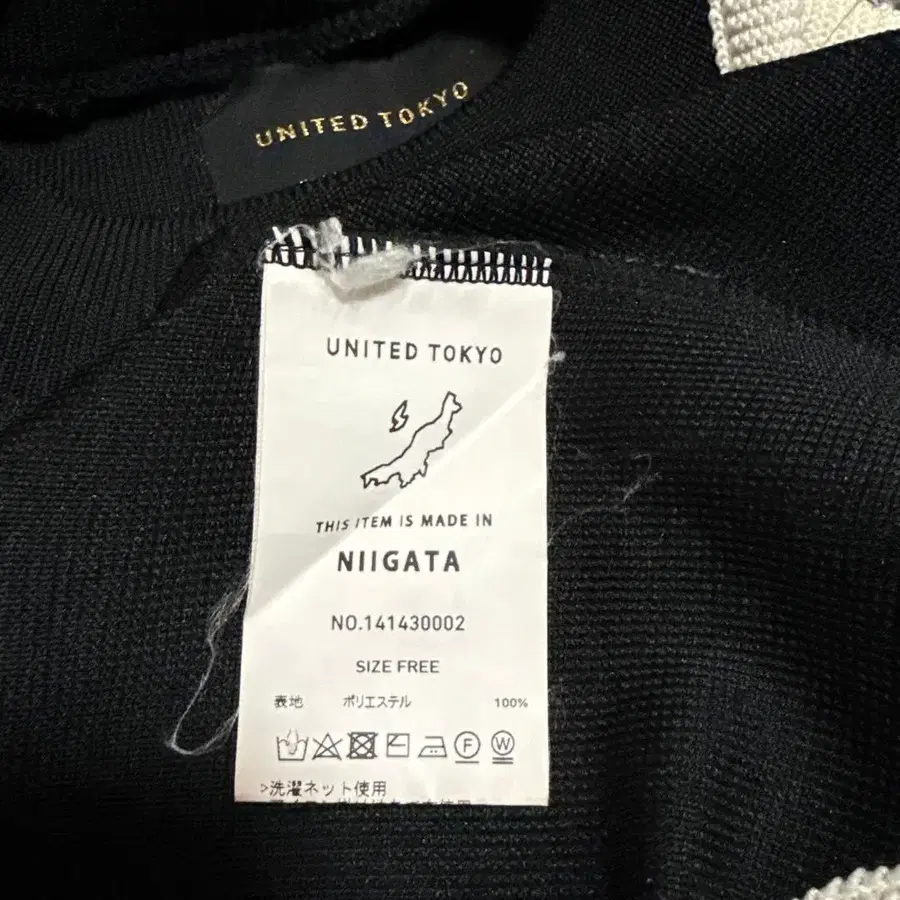 UNITED TOKYO
UNITED TOKYO
THIS ITEM IS MADE IN
NIIGATA
NO.141430002
SIZE FREE
表地 ポリエステル 100%
F W
>洗濯ネット使用